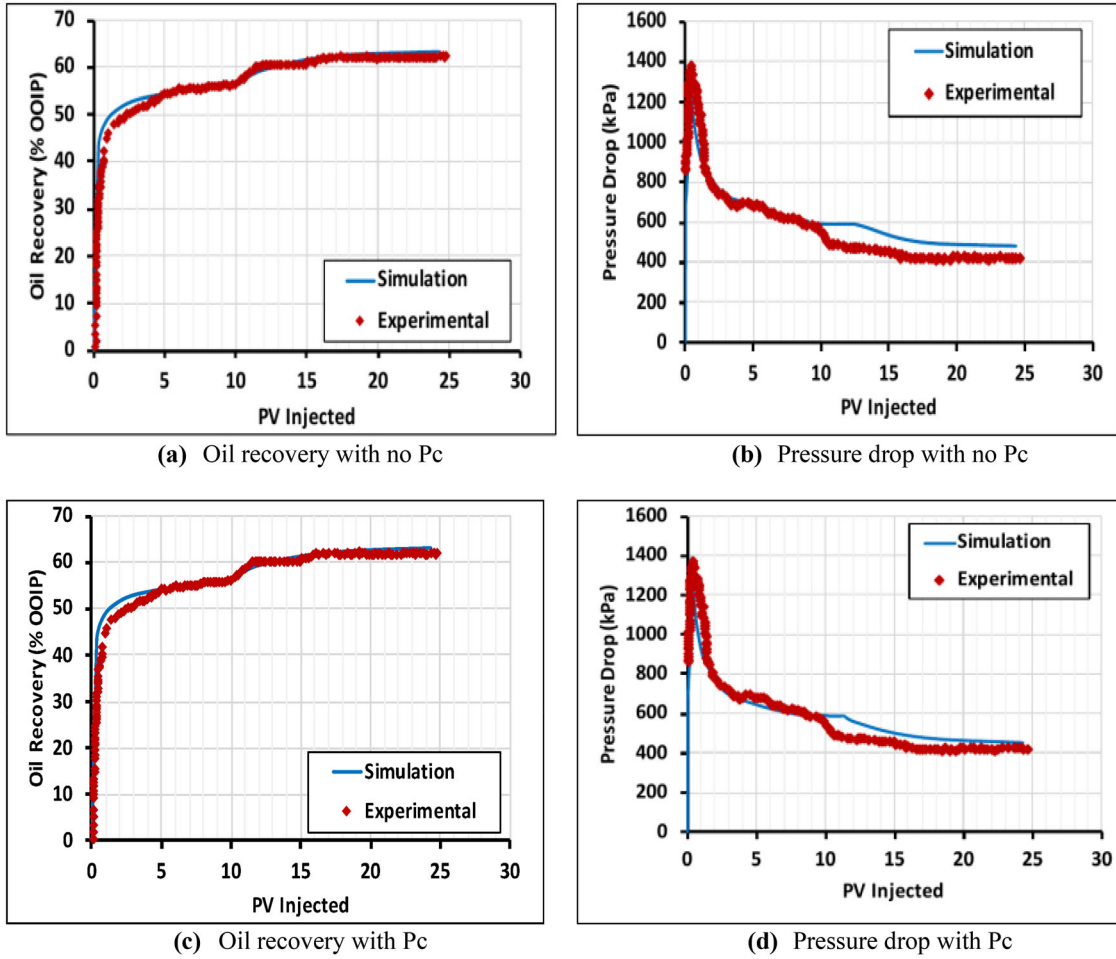 70
60
50
40
30
20
10
0
Oil Recovery (% OOIP)
Simulation
Experimental
0 5 10 15 20 25 30
PV Injected
(a) Oil recovery with no Pc
1600
1400
1200
1000
800
600
400
200
0
Pressure Drop (kPa)
Simulation
Experimental
0 5 10 15 20 25 30
PV Injected
(b) Pressure drop with no Pc
70
60
50
40
30
20
10
0
Oil Recovery (% OOIP)
Simulation
Experimental
0 5 10 15 20 25 30
PV Injected
(c) Oil recovery with Pc
1600
1400
1200
1000
800
600
400
200
0
Pressure Drop (kPa)
Simulation
Experimental
0 5 10 15 20 25 30
PV Injected
(d) Pressure drop with Pc